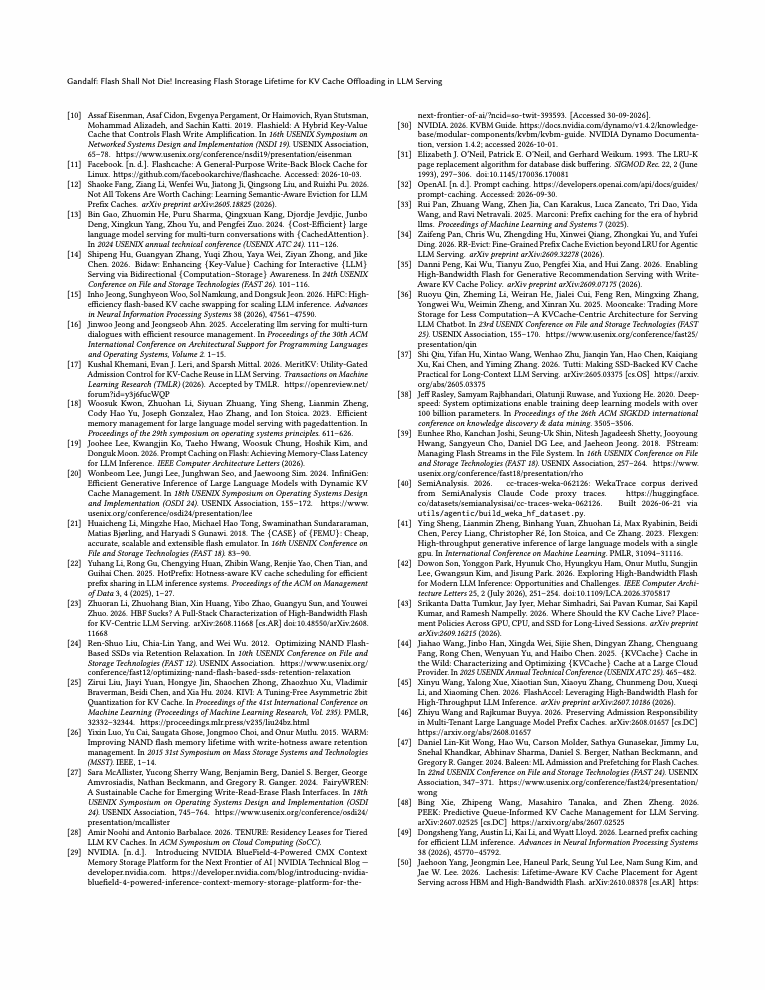 Gandalf: Flash Shall Not Die! Increasing Flash Storage Lifetime for KV Cache Offloading in LLM Serving
[10] Assaf Eisenman, Asaf Cidon, Evgenya Pergament, Or Haimovich, Ryan Stutsman,
Mohammad Alizadeh, and Sachin Katti. 2019. Flashield: A Hybrid Key-Value
Cache that Controls Flash Write Amplification. In 16th USENIX Symposium on
Networked Systems Design and Implementation (NSDI 19). USENIX Association,
65–78. https://www.usenix.org/conference/nsdi19/presentation/eisenman
[11] Facebook. [n. d.]. Flashcache: A General-Purpose Write-Back Block Cache for
Linux. https://github.com/facebookarchive/flashcache. Accessed: 2026-10-03.
[12] Shaoke Fang, Ziang Li, Wenfei Wu, Jiatong Ji, Qingsong Liu, and Ruizhi Pu. 2026.
Not All Tokens Are Worth Caching: Learning Semantic-Aware Eviction for LLM
Prefix Caches. arXiv preprint arXiv:2605.18825 (2026).
[13] Bin Gao, Zhuomin He, Puru Sharma, Qingxuan Kang, Djordje Jevdjic, Junbo
Deng, Xingkun Yang, Zhou Yu, and Pengfei Zuo. 2024. {Cost-Efficient} large
language model serving for multi-turn conversations with {CachedAttention}.
In 2024 USENIX annual technical conference (USENIX ATC 24). 111–126.
[14] Shipeng Hu, Guangyan Zhang, Yuqi Zhou, Yaya Wei, Ziyan Zhong, and Jike
Chen. 2026. Bidaw: Enhancing {Key-Value} Caching for Interactive {LLM}
Serving via Bidirectional {Computation–Storage} Awareness. In 24th USENIX
Conference on File and Storage Technologies (FAST 26). 101–116.
[15] Inho Jeong, Sunghyeon Woo, Sol Namkung, and Dongsuk Jeon. 2026. HiFC: High-
efficiency flash-based KV cache swapping for scaling LLM inference. Advances
in Neural Information Processing Systems 38 (2026), 47561–47590.
[16] Jinwoo Jeong and Jeongseob Ahn. 2025. Accelerating llm serving for multi-turn
dialogues with efficient resource management. In Proceedings of the 30th ACM
International Conference on Architectural Support for Programming Languages
and Operating Systems, Volume 2. 1–15.
[17] Kushal Khemani, Evan J. Leri, and Sparsh Mittal. 2026. MeritKV: Utility-Gated
Admission Control for KV-Cache Reuse in LLM Serving. Transactions on Machine
Learning Research (TMLR) (2026). Accepted by TMLR. https://openreview.net/
forum?id=y3j6fucWQP
[18] Woosuk Kwon, Zhuohan Li, Siyuan Zhuang, Ying Sheng, Lianmin Zheng,
Cody Hao Yu, Joseph Gonzalez, Hao Zhang, and Ion Stoica. 2023. Efficient
memory management for large language model serving with pagedattention. In
Proceedings of the 29th symposium on operating systems principles. 611–626.
[19] Joohee Lee, Kwangjin Ko, Taeho Hwang, Woosuk Chung, Hoshik Kim, and
Donguk Moon. 2026. Prompt Caching on Flash: Achieving Memory-Class Latency
for LLM Inference. IEEE Computer Architecture Letters (2026).
[20] Wonbeom Lee, Jungi Lee, Junghwan Seo, and Jaewoong Sim. 2024. InfiniGen:
Efficient Generative Inference of Large Language Models with Dynamic KV
Cache Management. In 18th USENIX Symposium on Operating Systems Design
and Implementation (OSDI 24). USENIX Association, 155–172. https://www.
usenix.org/conference/osdi24/presentation/lee
[21] Huaicheng Li, Mingzhe Hao, Michael Hao Tong, Swaminathan Sundararaman,
Matias Bjørling, and Haryadi S Gunawi. 2018. The {CASE} of {FEMU}: Cheap,
accurate, scalable and extensible flash emulator. In 16th USENIX Conference on
File and Storage Technologies (FAST 18). 83–90.
[22] Yuhang Li, Rong Gu, Chengying Huan, Zhibin Wang, Renjie Yao, Chen Tian, and
Guihai Chen. 2025. HotPrefix: Hotness-aware KV cache scheduling for efficient
prefix sharing in LLM inference systems. Proceedings of the ACM on Management
of Data 3, 4 (2025), 1–27.
[23] Zhuoran Li, Zhuohang Bian, Xin Huang, Yibo Zhao, Guangyu Sun, and Youwei
Zhuo. 2026. HBF Sucks? A Full-Stack Characterization of High-Bandwidth Flash
for KV-Centric LLM Serving. arXiv:2608.11668 [cs.AR] doi:10.48550/arXiv.2608.
11668
[24] Ren-Shuo Liu, Chia-Lin Yang, and Wei Wu. 2012. Optimizing NAND Flash-
Based SSDs via Retention Relaxation. In 10th USENIX Conference on File and
Storage Technologies (FAST 12). USENIX Association. https://www.usenix.org/
conference/fast12/optimizing-nand-flash-based-ssds-retention-relaxation
[25] Zirui Liu, Jiayi Yuan, Hongye Jin, Shaochen Zhong, Zhaozhuo Xu, Vladimir
Braverman, Beidi Chen, and Xia Hu. 2024. KIVI: A Tuning-Free Asymmetric 2bit
Quantization for KV Cache. In Proceedings of the 41st International Conference on
Machine Learning (Proceedings of Machine Learning Research, Vol. 235). PMLR,
32332–32344. https://proceedings.mlr.press/v235/liu24bz.html
[26] Yixin Luo, Yu Cai, Saugata Ghose, Jongmoo Choi, and Onur Mutlu. 2015. WARM:
Improving NAND flash memory lifetime with write-hotness aware retention
management. In 2015 31st Symposium on Mass Storage Systems and Technologies
(MSST). IEEE, 1–14.
[27] Sara McAllister, Yucong Sherry Wang, Benjamin Berg, Daniel S. Berger, George
Amvrosiadis, Nathan Beckmann, and Gregory R. Ganger. 2024. FairyWREN:
A Sustainable Cache for Emerging Write-Read-Erase Flash Interfaces. In 18th
USENIX Symposium on Operating Systems Design and Implementation (OSDI
24). USENIX Association, 745–764. https://www.usenix.org/conference/osdi24/
presentation/mcallister
[28] Amir Noohi and Antonio Barbalace. 2026. TENURE: Residency Leases for Tiered
LLM KV Caches. In ACM Symposium on Cloud Computing (SoCC).
[29] NVIDIA. [n. d.]. Introducing NVIDIA BlueField-4-Powered CMX Context
Memory Storage Platform for the Next Frontier of AI | NVIDIA Technical Blog —
developer.nvidia.com. https://developer.nvidia.com/blog/introducing-nvidia-
bluefield-4-powered-inference-context-memory-storage-platform-for-the-
next-frontier-of-ai/?ncid=so-twit-393593. [Accessed 30-09-2026].
[30] NVIDIA. 2026. KVBM Guide. https://docs.nvidia.com/dynamo/v1.4.2/knowledge-
base/modular-components/kvbm/kvbm-guide. NVIDIA Dynamo Documenta-
tion, version 1.4.2; accessed 2026-10-01.
[31] Elizabeth J. O'Neil, Patrick E. O'Neil, and Gerhard Weikum. 1993. The LRU-K
page replacement algorithm for database disk buffering. SIGMOD Rec. 22, 2 (June
1993), 297–306. doi:10.1145/170036.170081
[32] OpenAI. [n. d.]. Prompt caching. https://developers.openai.com/api/docs/guides/
prompt-caching. Accessed: 2026-09-30.
[33] Rui Pan, Zhuang Wang, Zhen Jia, Can Karakus, Luca Zancato, Tri Dao, Yida
Wang, and Ravi Netravali. 2025. Marconi: Prefix caching for the era of hybrid
llms. Proceedings of Machine Learning and Systems 7 (2025).
[34] Zaifeng Pan, Chris Wu, Zhengding Hu, Xinwei Qiang, Zhongkai Yu, and Yufei
Ding. 2026. RR-Evict: Fine-Grained Prefix Cache Eviction beyond LRU for Agentic
LLM Serving. arXiv preprint arXiv:2609.32278 (2026).
[35] Danni Peng, Kai Wu, Tianyu Zuo, Pengfei Xia, and Hui Zang. 2026. Enabling
High-Bandwidth Flash for Generative Recommendation Serving with Write-
Aware KV Cache Policy. arXiv preprint arXiv:2609.07175 (2026).
[36] Ruoyu Qin, Zheming Li, Weiran He, Jialei Cui, Feng Ren, Mingxing Zhang,
Yongwei Wu, Weimin Zheng, and Xinran Xu. 2025. Mooncake: Trading More
Storage for Less Computation—A KVCache-Centric Architecture for Serving
LLM Chatbot. In 23rd USENIX Conference on File and Storage Technologies (FAST
25). USENIX Association, 155–170. https://www.usenix.org/conference/fast25/
presentation/qin
[37] Shi Qiu, Yifan Hu, Xintao Wang, Wenhao Zhu, Jianqin Yan, Hao Chen, Kaiqiang
Xu, Kai Chen, and Yiming Zhang. 2026. Tutti: Making SSD-Backed KV Cache
Practical for Long-Context LLM Serving. arXiv:2605.03375 [cs.OS] https://arxiv.
org/abs/2605.03375
[38] Jeff Rasley, Samyam Rajbhandari, Olatunji Ruwase, and Yuxiong He. 2020. Deep-
speed: System optimizations enable training deep learning models with over
100 billion parameters. In Proceedings of the 26th ACM SIGKDD international
conference on knowledge discovery & data mining. 3505–3506.
[39] Eunhee Rho, Kanchan Joshi, Seung-Uk Shin, Nitesh Jagadeesh Shetty, Jooyoung
Hwang, Sangyeun Cho, Daniel DG Lee, and Jaeheon Jeong. 2018. FStream:
Managing Flash Streams in the File System. In 16th USENIX Conference on File
and Storage Technologies (FAST 18). USENIX Association, 257–264. https://www.
usenix.org/conference/fast18/presentation/rho
[40] SemiAnalysis. 2026. cc-traces-weka-062126: WekaTrace corpus derived
from SemiAnalysis Claude Code proxy traces. https://huggingface.
co/datasets/semianalysisai/cc-traces-weka-062126. Built 2026-06-21 via
utils/agentic/build_weka_hf_dataset.py.
[41] Ying Sheng, Lianmin Zheng, Binhang Yuan, Zhuohan Li, Max Ryabinin, Beidi
Chen, Percy Liang, Christopher Ré, Ion Stoica, and Ce Zhang. 2023. Flexgen:
High-throughput generative inference of large language models with a single
gpu. In International Conference on Machine Learning. PMLR, 31094–31116.
[42] Dowon Son, Yonggon Park, Hyunuk Cho, Hyungkyu Ham, Onur Mutlu, Sungjin
Lee, Gwangsun Kim, and Jisung Park. 2026. Exploring High-Bandwidth Flash
for Modern LLM Inference: Opportunities and Challenges. IEEE Computer Archi-
tecture Letters 25, 2 (July 2026), 251–254. doi:10.1109/LCA.2026.3705817
[43] Srikanta Datta Tumkur, Jay Iyer, Mehar Simhadri, Sai Pavan Kumar, Sai Kapil
Kumar, and Ramesh Nampelly. 2026. Where Should the KV Cache Live? Place-
ment Policies Across GPU, CPU, and SSD for Long-Lived Sessions. arXiv preprint
arXiv:2609.16215 (2026).
[44] Jiahao Wang, Jinbo Han, Xingda Wei, Sijie Shen, Dingyan Zhang, Chenguang
Fang, Rong Chen, Wenyuan Yu, and Haibo Chen. 2025. {KVCache} Cache in
the Wild: Characterizing and Optimizing {KVCache} Cache at a Large Cloud
Provider. In 2025 USENIX Annual Technical Conference (USENIX ATC 25). 465–482.
[45] Xinyu Wang, Yalong Xue, Xiaotian Sun, Xiaoyu Zhang, Chunmeng Dou, Xueqi
Li, and Xiaoming Chen. 2026. FlashAccel: Leveraging High-Bandwidth Flash for
High-Throughput LLM Inference. arXiv preprint arXiv:2607.10186 (2026).
[46] Zhiyu Wang and Rajkumar Buyya. 2026. Preserving Admission Responsibility
in Multi-Tenant Large Language Model Prefix Caches. arXiv:2608.01657 [cs.DC]
https://arxiv.org/abs/2608.01657
[47] Daniel Lin-Kit Wong, Hao Wu, Carson Molder, Sathya Gunasekar, Jimmy Lu,
Snehal Khandkar, Abhinav Sharma, Daniel S. Berger, Nathan Beckmann, and
Gregory R. Ganger. 2024. Baleen: ML Admission and Prefetching for Flash Caches.
In 22nd USENIX Conference on File and Storage Technologies (FAST 24). USENIX
Association, 347–371. https://www.usenix.org/conference/fast24/presentation/
wong
[48] Bing Xie, Zhipeng Wang, Masahiro Tanaka, and Zhen Zheng. 2026.
PEEK: Predictive Queue-Informed KV Cache Management for LLM Serving.
arXiv:2607.02525 [cs.DC] https://arxiv.org/abs/2607.02525
[49] Dongsheng Yang, Austin Li, Kai Li, and Wyatt Lloyd. 2026. Learned prefix caching
for efficient LLM inference. Advances in Neural Information Processing Systems
38 (2026), 45770–45792.
[50] Jaehoon Yang, Jeongmin Lee, Haneul Park, Seung Yul Lee, Nam Sung Kim, and
Jae W. Lee. 2026. Lachesis: Lifetime-Aware KV Cache Placement for Agent
Serving across HBM and High-Bandwidth Flash. arXiv:2610.08378 [cs.AR] https: